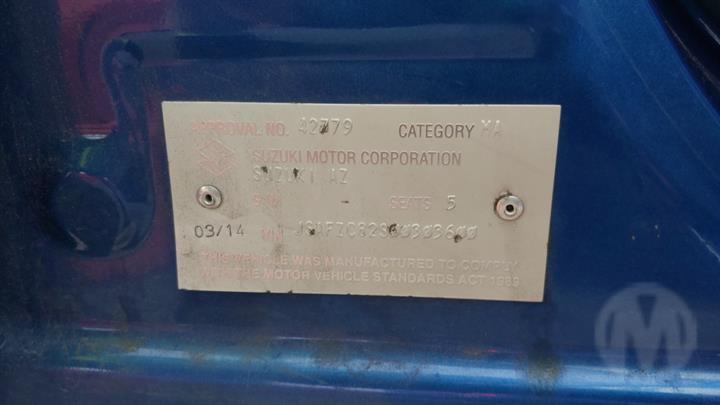 APPROVAL NO. 42779 CATEGORY MA
SUZUKI MOTOR CORPORATION
SUZUKI AZ
SEATS 5
03/14 VIN
THIS VEHICLE WAS MANUFACTURED TO COMPLY
WITH THE MOTOR VEHICLE STANDARDS ACT 1989
M